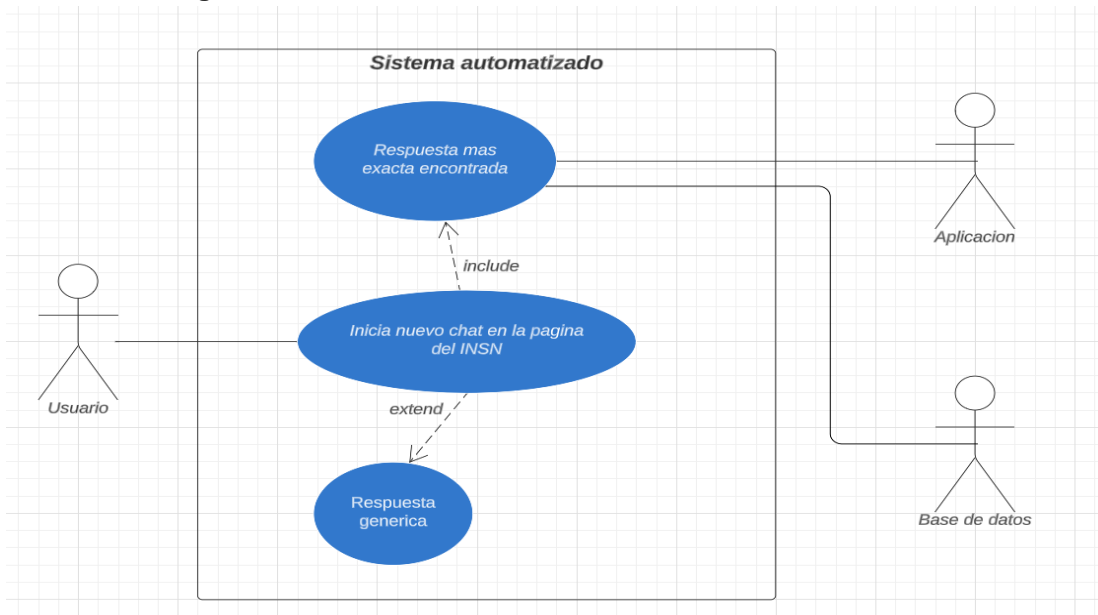 Sistema automatizado
Respuesta mas
exacta encontrada
Aplicacion
include
Inicia nuevo chat en la pagina
del INSN
Usuario
extend
Respuesta
generica
Base de datos